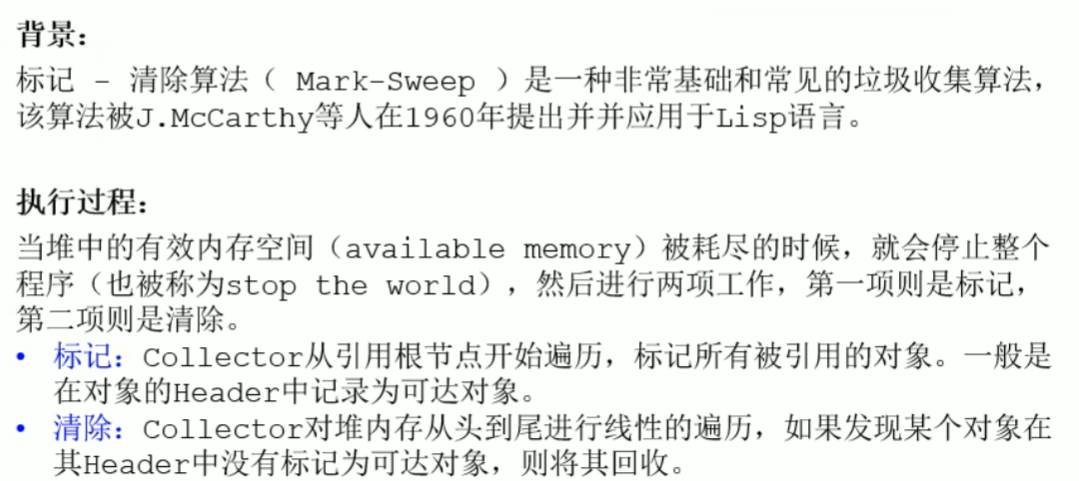 背景：
标记 - 清除算法（ Mark-Sweep ）是一种非常基础和常见的垃圾收集算法，
该算法被J.McCarthy等人在1960年提出并并应用于Lisp语言。
执行过程：
当堆中的有效内存空间（available memory）被耗尽的时候，就会停止整个
程序（也被称为stop the world），然后进行两项工作，第一项则是标记，
第二项则是清除。
• 标记：Collector从引用根节点开始遍历，标记所有被引用的对象。一般是
在对象的Header中记录为可达对象。
• 清除：Collector对堆内存从头到尾进行线性的遍历，如果发现某个对象在
其Header中没有标记为可达对象，则将其回收。